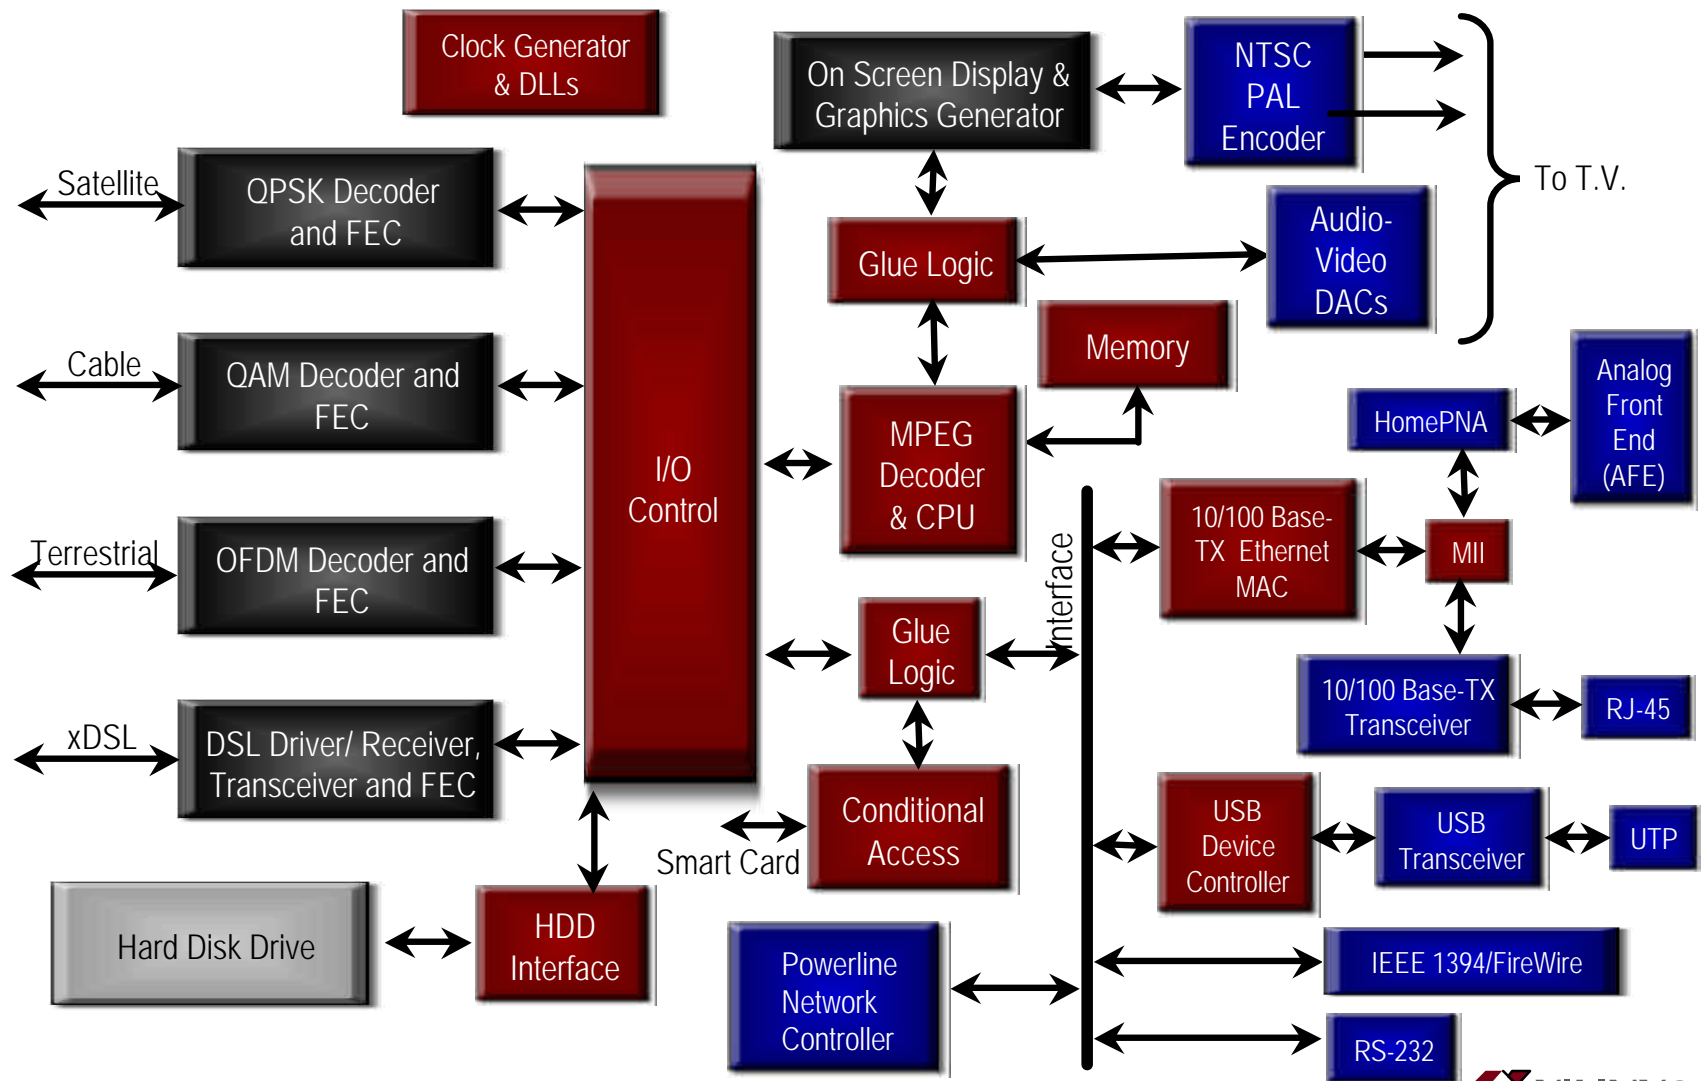 Clock Generator
& DLLs
On Screen Display &
Graphics Generator
NTSC
PAL
Encoder
To T.V.
Satellite
QPSK Decoder
and FEC
Glue Logic
Audio-
Video
DACs
Cable
QAM Decoder and
FEC
Memory
I/O
Control
MPEG
Decoder
& CPU
HomePNA
Analog
Front
End
(AFE)
Terrestrial
OFDM Decoder and
FEC
Interface
10/100 Base-
TX Ethernet
MAC
MII
Glue
Logic
10/100 Base-TX
Transceiver
RJ-45
xDSL
DSL Driver/ Receiver,
Transceiver and FEC
Smart Card
Conditional
Access
USB
Device
Controller
USB
Transceiver
UTP
Hard Disk Drive
HDD
Interface
Powerline
Network
Controller
IEEE 1394/FireWire
RS-232